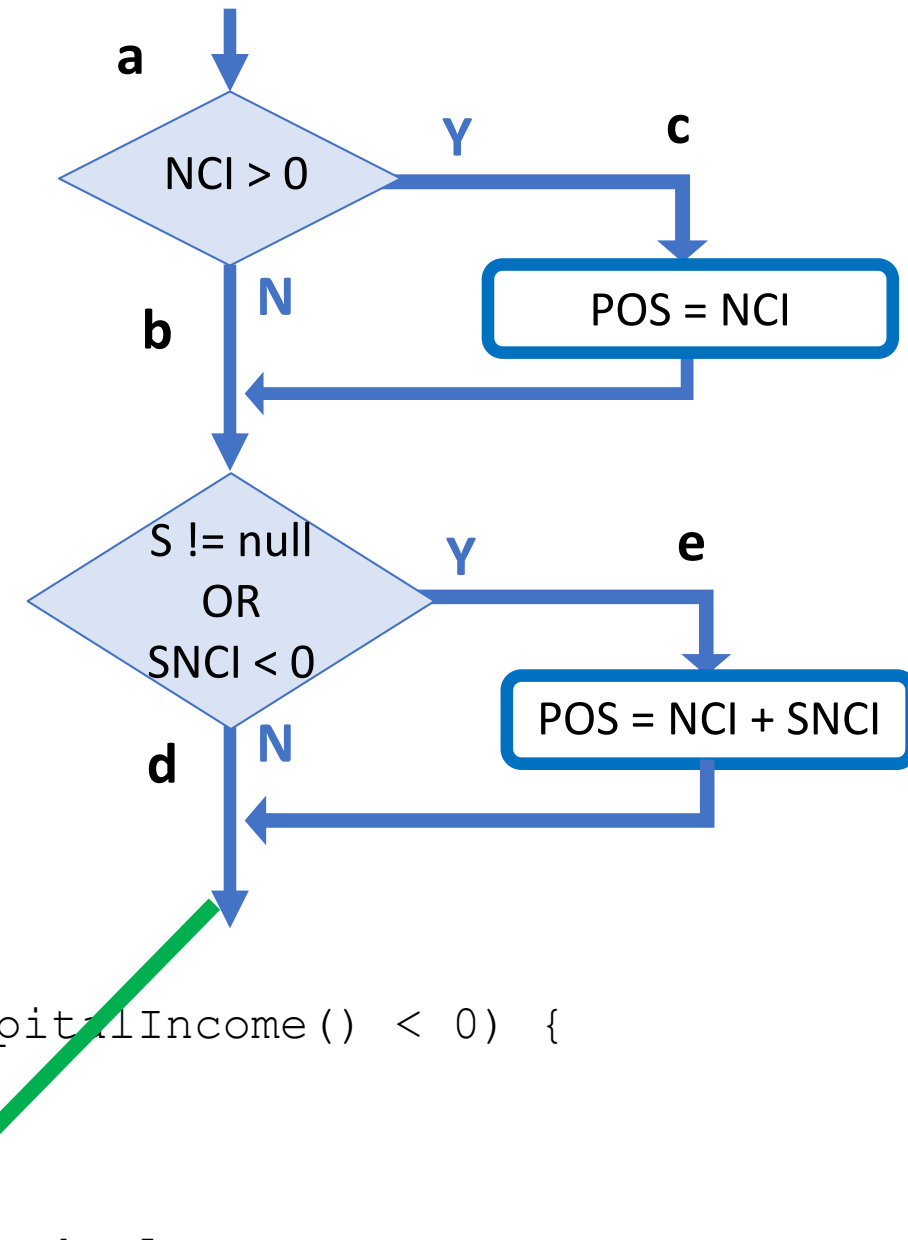 a
NCI > 0
Y
c
N
b
POS = NCI
S != null
OR
SNCI < 0
Y
e
N
d
POS = NCI + SNCI
pitalIncome() < 0) {